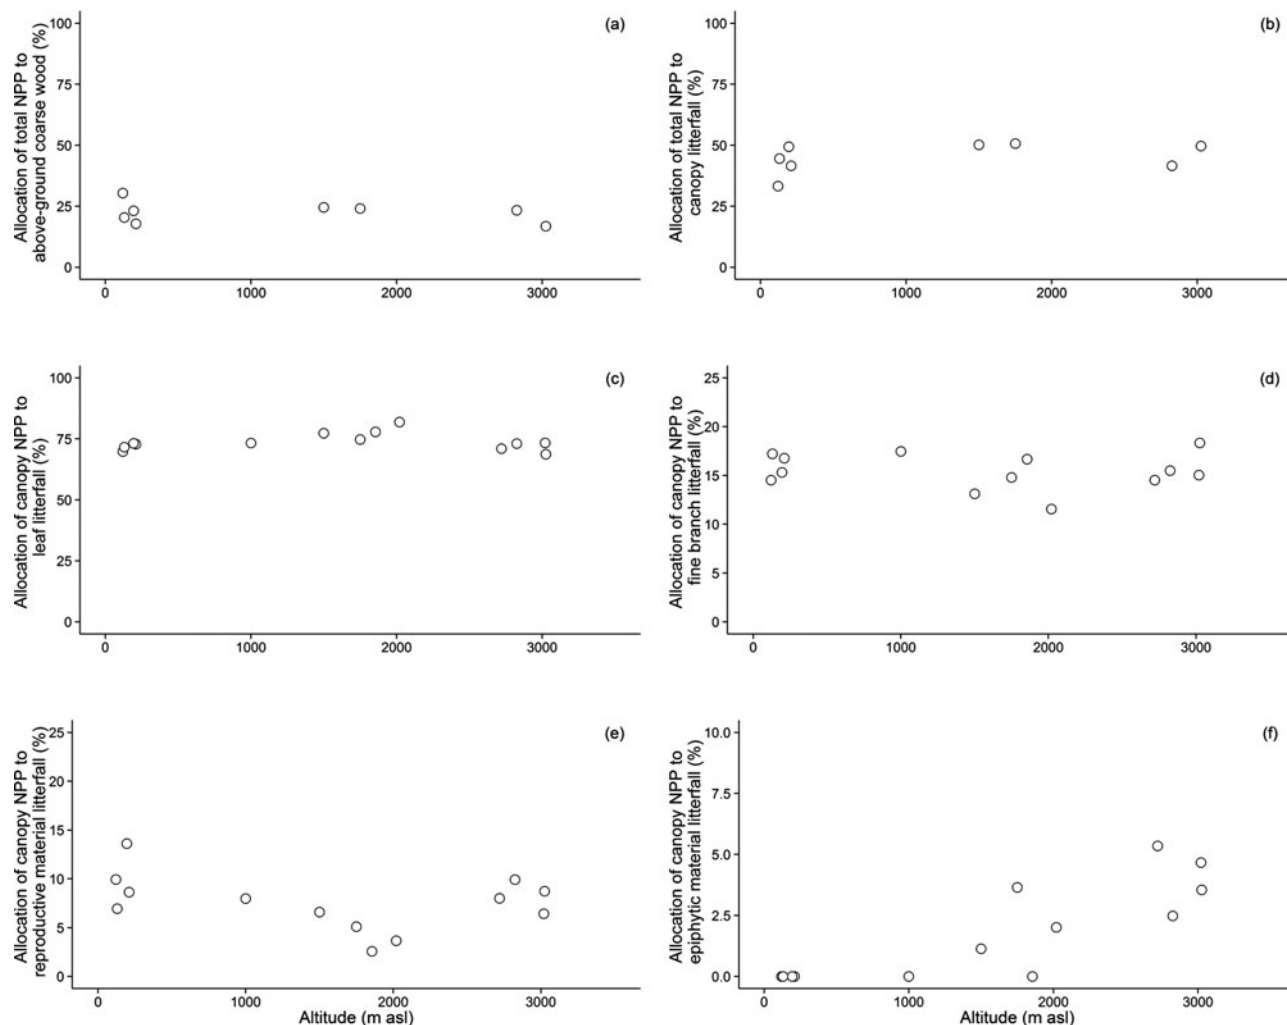 Allocation of total NPP to
above-ground coarse wood (%)
100
75
50
25
0
(a)
0
1000
2000
3000
Allocation of total NPP to
canopy litterfall (%)
100
75
50
25
0
(b)
0
1000
2000
3000
Allocation of canopy NPP to
leaf litterfall (%)
100
75
50
25
0
(c)
0
1000
2000
3000
Allocation of canopy NPP to
fine branch litterfall (%)
25
20
15
10
5
0
(d)
0
1000
2000
3000
Allocation of canopy NPP to
reproductive material litterfall (%)
25
20
15
10
5
0
(e)
0
1000
2000
3000
Altitude (m asl)
Allocation of canopy NPP to
epiphytic material litterfall (%)
10.0
7.5
5.0
2.5
0.0
(f)
0
1000
2000
3000
Altitude (m asl)